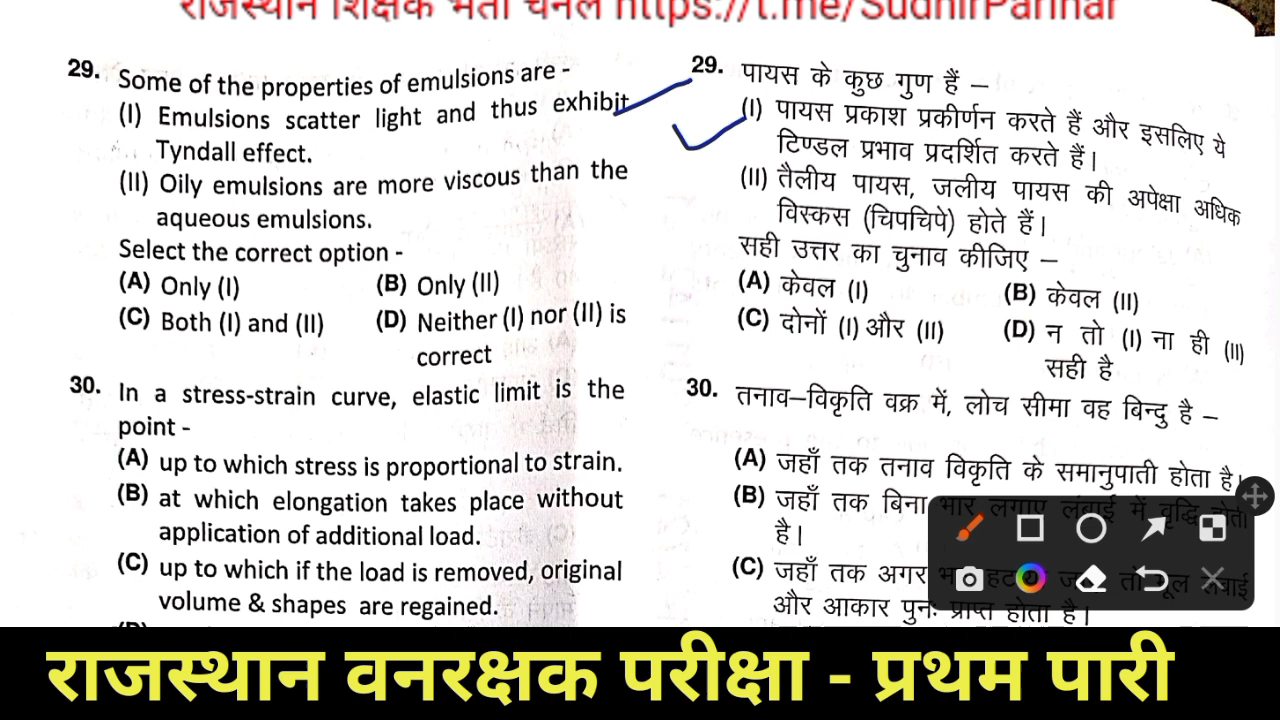 राजस्थान शिक्षक भर्ती चैनल https://t.me/SudhirParihar
29. Some of the properties of emulsions are -
(I) Emulsions scatter light and thus exhibit
Tyndall effect.
(II) Oily emulsions are more viscous than the
aqueous emulsions.
Select the correct option -
(A) Only (I) (B) Only (II)
(C) Both (I) and (II) (D) Neither (I) nor (II) is
correct
30. In a stress-strain curve, elastic limit is the
point -
(A) up to which stress is proportional to strain.
(B) at which elongation takes place without
application of additional load.
(C) up to which if the load is removed, original
volume & shapes are regained.
29. पायस के कुछ गुण हैं –
(I) पायस प्रकाश प्रकीर्णन करते हैं और इसलिए ये
टिण्डल प्रभाव प्रदर्शित करते हैं।
(II) तैलीय पायस, जलीय पायस की अपेक्षा अधिक
विस्कस (चिपचिपे) होते हैं।
सही उत्तर का चुनाव कीजिए –
(A) केवल (I) (B) केवल (II)
(C) दोनों (I) और (II) (D) न तो (I) ना ही (II)
सही है
30. तनाव–विकृति वक्र में, लोच सीमा वह बिन्दु है –
(A) जहाँ तक तनाव विकृति के समानुपाती होता है।
(B) जहाँ तक बिना भार लगाए लंबाई में वृद्धि होती
है।
(C) जहाँ तक अगर
और आकार पुनः प्राप्त होता है।
राजस्थान वनरक्षक परीक्षा - प्रथम पारी